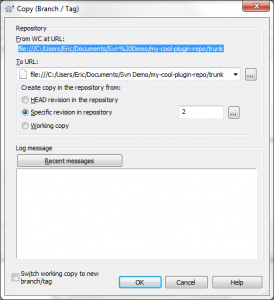 Copy (Branch / Tag)
Repository
From WC at URL:
file:///C:/Users/Eric/Documents/Svn%20Demo/my-cool-plugin-repo/trunk
To URL:
file:///C:/Users/Eric/Documents/Svn Demo/my-cool-plugin-repo/trunk
...
Create copy in the repository from:
HEAD revision in the repository
Specific revision in repository
2
...
Working copy
Log message
Recent messages
Switch working copy to new
branch/tag
OK
Cancel
Help